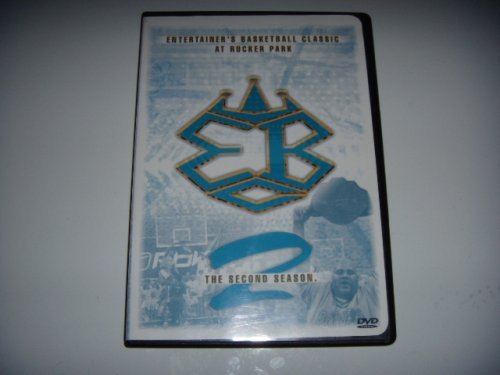 ENTERTAINER'S BASKETBALL CLASSIC
AT RUCKER PARK
EB
2
THE SECOND SEASON.
DVD